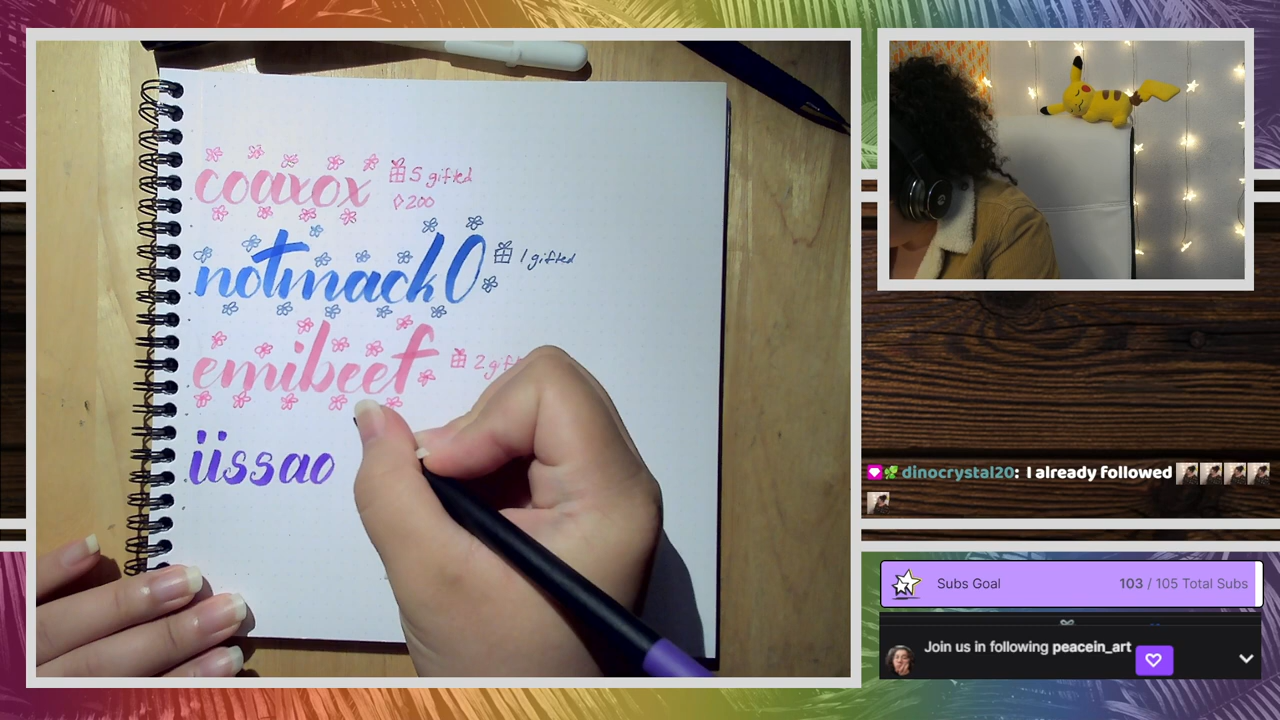 coaxox 5 gifted
200
notmack0 1 gifted
emibeef 2
iissao
dinocrystal20: I already followed
Subs Goal 103 / 105 Total Subs
Join us in following peacein_art